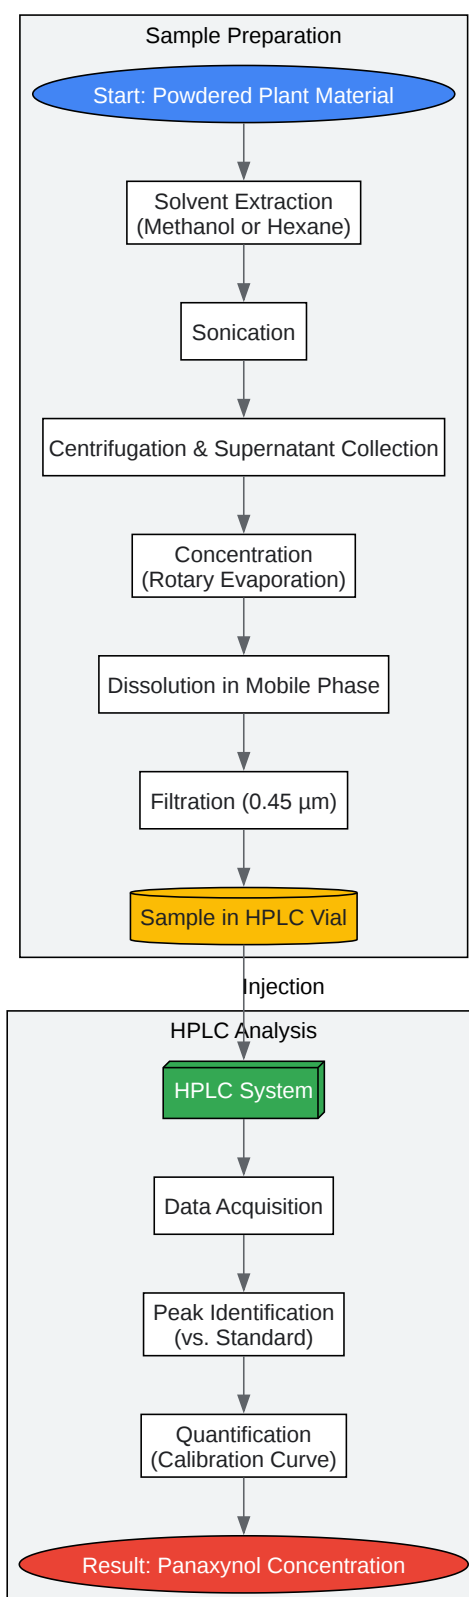 Sample Preparation
Start: Powdered Plant Material
Solvent Extraction
(Methanol or Hexane)
Sonication
Centrifugation & Supernatant Collection
Concentration
(Rotary Evaporation)
Dissolution in Mobile Phase
Filtration (0.45 µm)
Sample in HPLC Vial
Injection
HPLC Analysis
HPLC System
Data Acquisition
Peak Identification
(vs. Standard)
Quantification
(Calibration Curve)
Result: Panaxynol Concentration